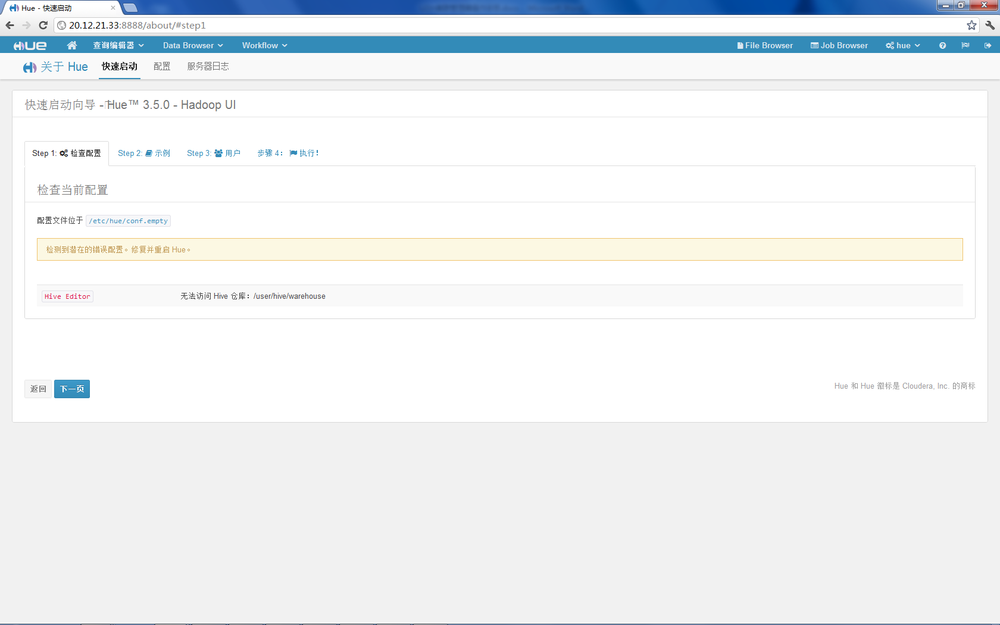 Hue - 快速启动
20.12.21.33:8888/about/#step1
HUE 查询编辑器 Data Browser Workflow File Browser Job Browser hue
关于 Hue 快速启动 配置 服务器日志
快速启动向导 - Hue™ 3.5.0 - Hadoop UI
Step 1: 检查配置 Step 2: 示例 Step 3: 用户 步骤 4： 执行！
检查当前配置
配置文件位于 /etc/hue/conf.empty
检测到潜在的错误配置。修复并重启 Hue。
Hive Editor 无法访问 Hive 仓库：/user/hive/warehouse
返回 下一页 Hue 和 Hue 徽标是 Cloudera, Inc. 的商标